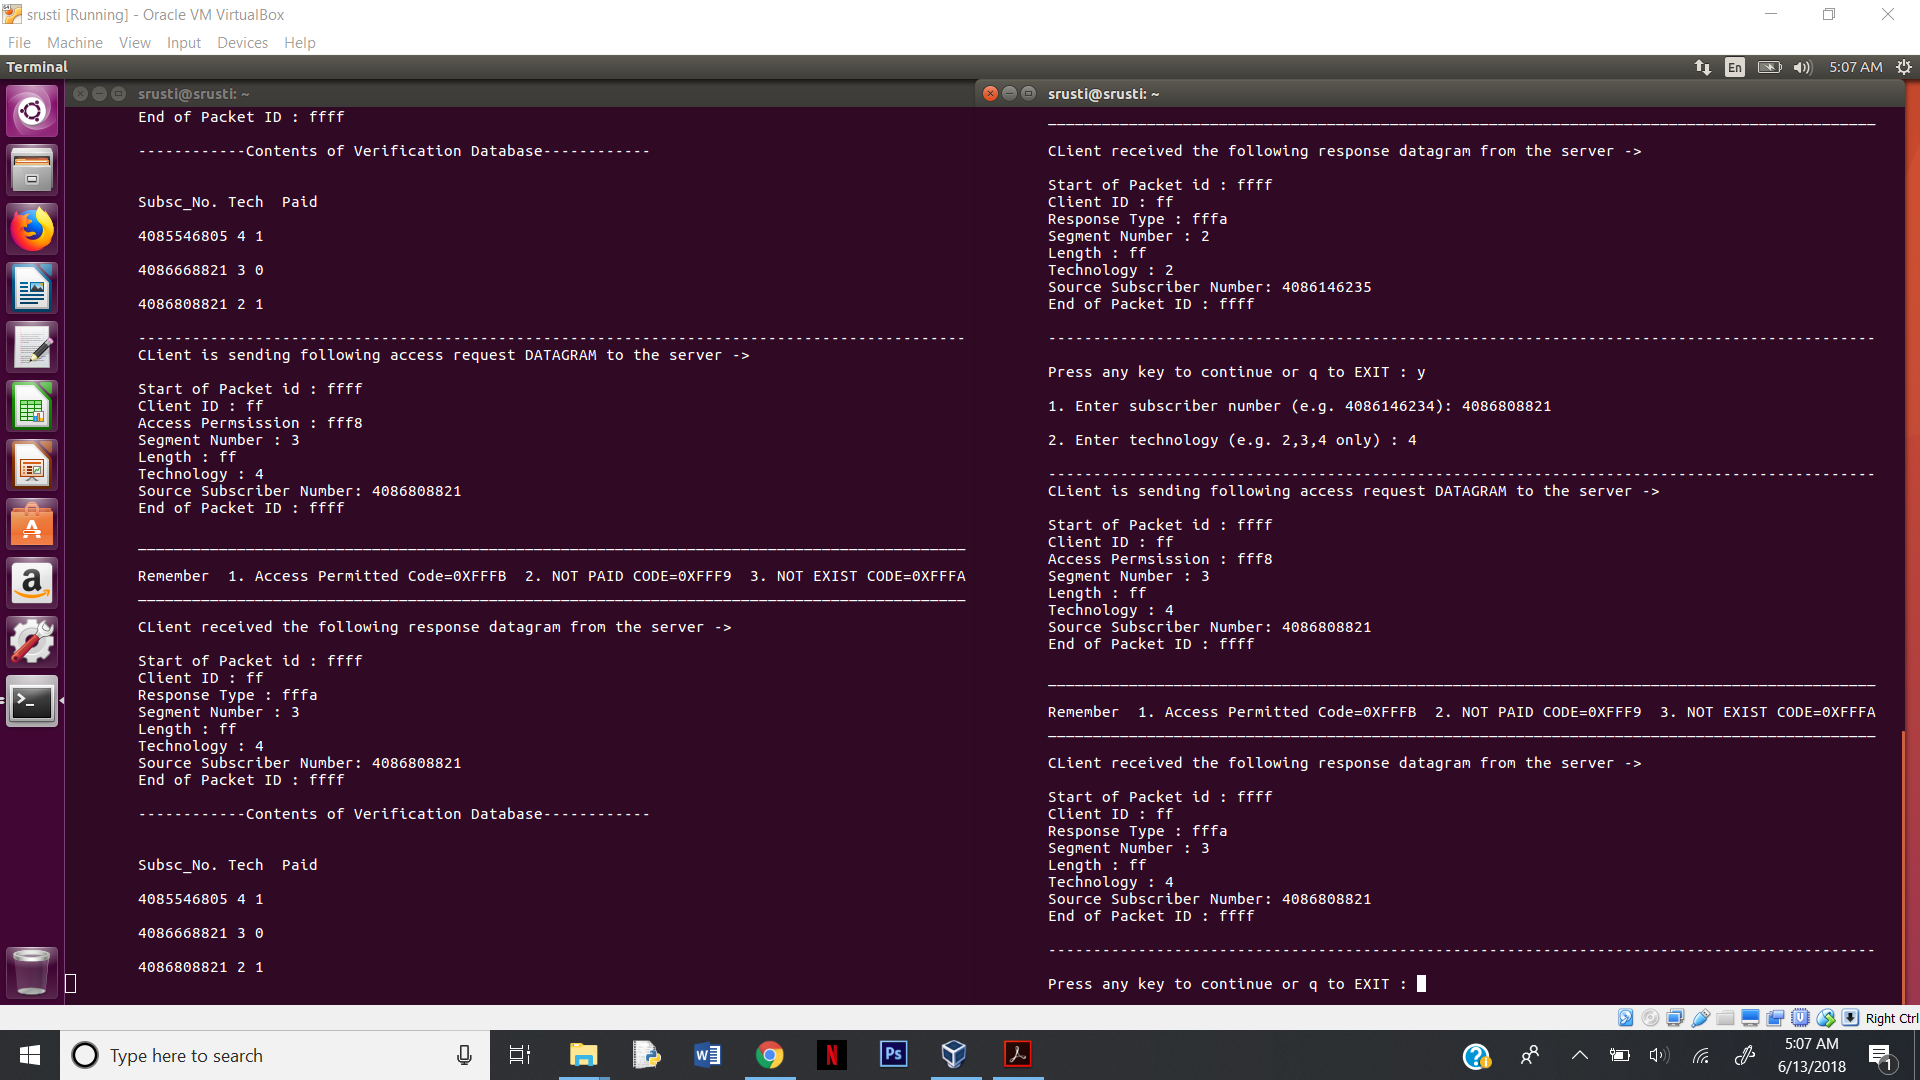 srusti [Running] - Oracle VM VirtualBox
File Machine View Input Devices Help
Terminal
En
5:07 AM
srusti@srusti: ~
End of Packet ID : ffff
------------Contents of Verification Database------------
Subsc_No. Tech  Paid
4085546805 4 1
4086668821 3 0
4086808821 2 1
--------------------------------------------------------------------------------------------
CLient is sending following access request DATAGRAM to the server ->
Start of Packet id : ffff
Client ID : ff
Access Permsission : fff8
Segment Number : 3
Length : ff
Technology : 4
Source Subscriber Number: 4086808821
End of Packet ID : ffff
____________________________________________________________________________________________
Remember  1. Access Permitted Code=0XFFFB  2. NOT PAID CODE=0XFFF9  3. NOT EXIST CODE=0XFFFA
____________________________________________________________________________________________
CLient received the following response datagram from the server ->
Start of Packet id : ffff
Client ID : ff
Response Type : fffa
Segment Number : 3
Length : ff
Technology : 4
Source Subscriber Number: 4086808821
End of Packet ID : ffff
------------Contents of Verification Database------------
Subsc_No. Tech  Paid
4085546805 4 1
4086668821 3 0
4086808821 2 1
srusti@srusti: ~
____________________________________________________________________________________________
CLient received the following response datagram from the server ->
Start of Packet id : ffff
Client ID : ff
Response Type : fffa
Segment Number : 2
Length : ff
Technology : 2
Source Subscriber Number: 4086146235
End of Packet ID : ffff
--------------------------------------------------------------------------------------------
Press any key to continue or q to EXIT : y
1. Enter subscriber number (e.g. 4086146234): 4086808821
2. Enter technology (e.g. 2,3,4 only) : 4
--------------------------------------------------------------------------------------------
CLient is sending following access request DATAGRAM to the server ->
Start of Packet id : ffff
Client ID : ff
Access Permsission : fff8
Segment Number : 3
Length : ff
Technology : 4
Source Subscriber Number: 4086808821
End of Packet ID : ffff
____________________________________________________________________________________________
Remember  1. Access Permitted Code=0XFFFB  2. NOT PAID CODE=0XFFF9  3. NOT EXIST CODE=0XFFFA
____________________________________________________________________________________________
CLient received the following response datagram from the server ->
Start of Packet id : ffff
Client ID : ff
Response Type : fffa
Segment Number : 3
Length : ff
Technology : 4
Source Subscriber Number: 4086808821
End of Packet ID : ffff
--------------------------------------------------------------------------------------------
Press any key to continue or q to EXIT :
Right Ctrl
Type here to search
N
Ps
5:07 AM
6/13/2018
1